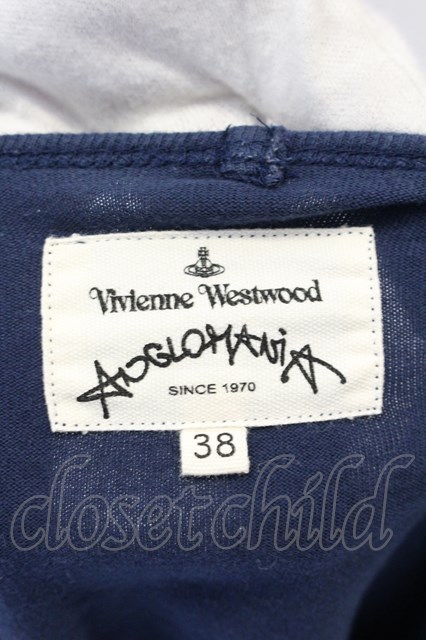 Vivienne Westwood
ANGLOMANIA
SINCE 1970
38
closetchild